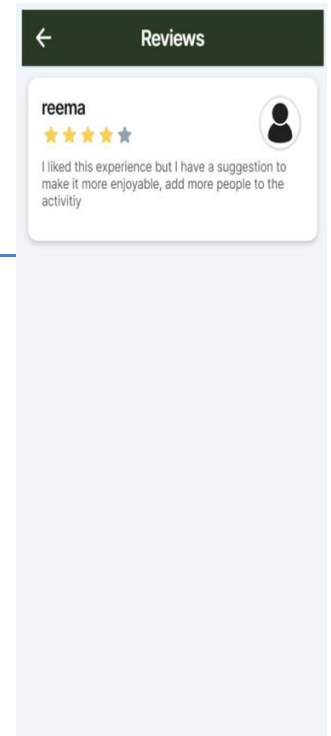 Reviews
reema
I liked this experience but I have a suggestion to
make it more enjoyable, add more people to the
activitiy